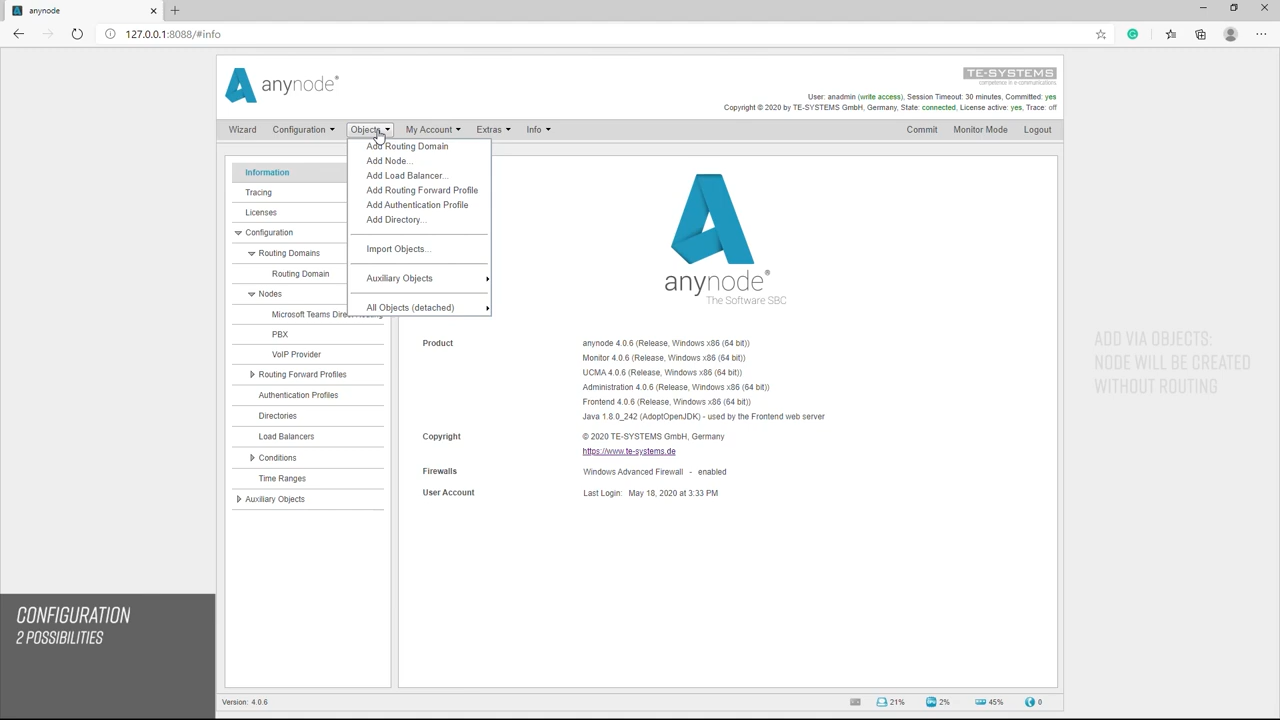 anynode
127.0.0.1:8088/#info
anynode®
TE-SYSTEMS
competence in e-communications
User: anadmin (write access), Session Timeout: 30 minutes, Committed: yes
Copyright © 2020 by TE-SYSTEMS GmbH, Germany, State: connected, License active: yes, Trace: off
Wizard Configuration Objects My Account Extras Info Commit Monitor Mode Logout
Add Routing Domain
Add Node...
Add Load Balancer...
Add Routing Forward Profile
Add Authentication Profile
Add Directory...
Import Objects...
Auxiliary Objects
All Objects (detached)
Information
Tracing
Licenses
Configuration
Routing Domains
Routing Domain
Nodes
Microsoft Teams Direct Routing
PBX
VoIP Provider
Routing Forward Profiles
Authentication Profiles
Directories
Load Balancers
Conditions
Time Ranges
Auxiliary Objects
anynode®
The Software SBC
Product anynode 4.0.6 (Release, Windows x86 (64 bit))
Monitor 4.0.6 (Release, Windows x86 (64 bit))
UCMA 4.0.6 (Release, Windows x86 (64 bit))
Administration 4.0.6 (Release, Windows x86 (64 bit))
Frontend 4.0.6 (Release, Windows x86 (64 bit))
Java 1.8.0_242 (AdoptOpenJDK) - used by the Frontend web server
Copyright © 2020 TE-SYSTEMS GmbH, Germany
https://www.te-systems.de
Firewalls Windows Advanced Firewall - enabled
User Account Last Login: May 18, 2020 at 3:33 PM
ADD VIA OBJECTS:
NODE WILL BE CREATED
WITHOUT ROUTING
CONFIGURATION
2 POSSIBILITIES
Version: 4.0.6 21% 2% 45% 0